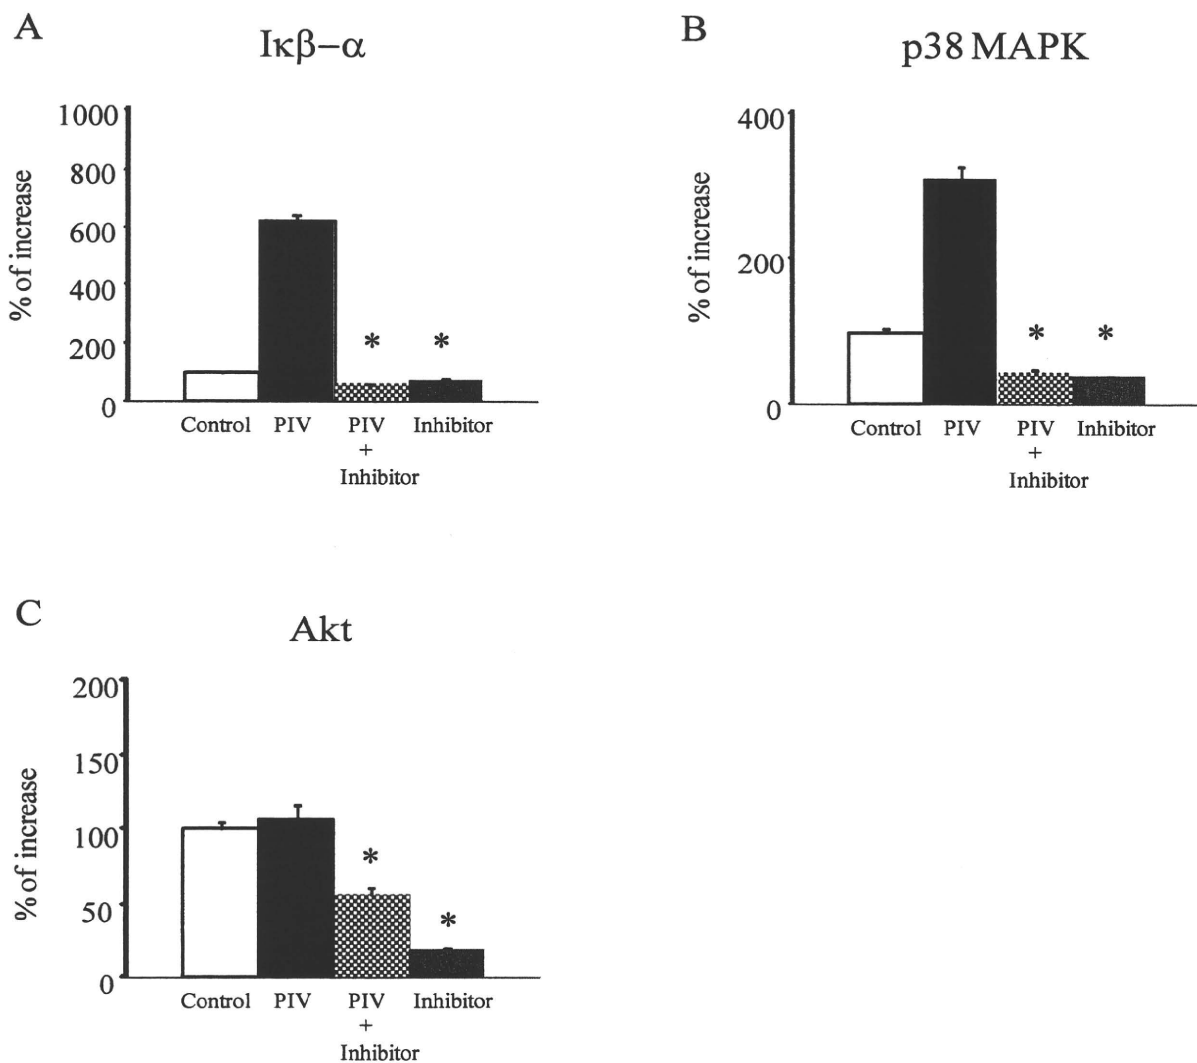 A
Iκβ–α
% of increase
1000
800
600
400
200
0
*
*
Control
PIV
PIV
+
Inhibitor
Inhibitor
B
p38 MAPK
% of increase
400
200
0
*
*
Control
PIV
PIV
+
Inhibitor
Inhibitor
C
Akt
% of increase
200
150
100
50
0
*
*
Control
PIV
PIV
+
Inhibitor
Inhibitor